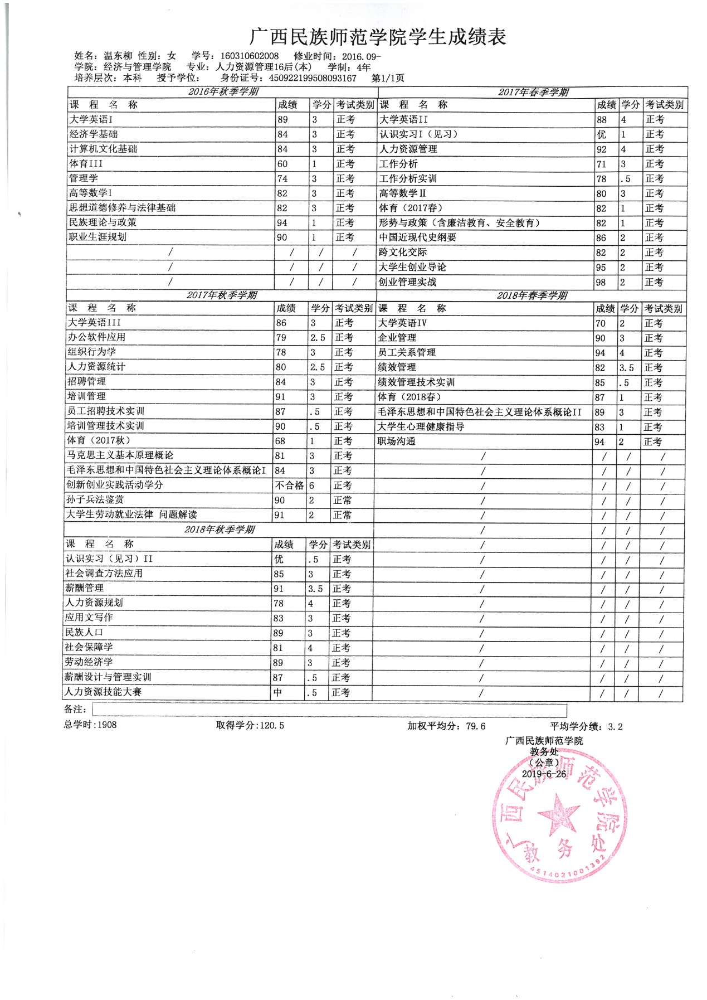 广西民族师范学院学生成绩表
姓名：温东柳 性别：女 学号：160310602008 修业时间：2016.09-
学院：经济与管理学院 专业：人力资源管理16后(本) 学制：4年
培养层次：本科 授予学位： 身份证号：450922199508093167 第1/1页
2016年秋季学期 2017年春季学期
课 程 名 称 成绩 学分 考试类别 课 程 名 称 成绩 学分 考试类别
大学英语I 89 3 正考 大学英语II 88 4 正考
经济学基础 84 3 正考 认识实习I（见习） 优 1 正考
计算机文化基础 84 3 正考 人力资源管理 92 4 正考
体育III 60 1 正考 工作分析 71 3 正考
管理学 74 3 正考 工作分析实训 78 .5 正考
高等数学I 82 3 正考 高等数学Ⅱ 80 3 正考
思想道德修养与法律基础 82 3 正考 体育（2017春） 82 1 正考
民族理论与政策 94 1 正考 形势与政策（含廉洁教育、安全教育） 82 1 正考
职业生涯规划 90 1 正考 中国近现代史纲要 86 2 正考
/ / / / 跨文化交际 82 2 正考
/ / / / 大学生创业导论 95 2 正考
/ / / / 创业管理实战 98 2 正考
2017年秋季学期 2018年春季学期
课 程 名 称 成绩 学分 考试类别 课 程 名 称 成绩 学分 考试类别
大学英语III 86 3 正考 大学英语IV 70 2 正考
办公软件应用 79 2.5 正考 企业管理 90 3 正考
组织行为学 78 3 正考 员工关系管理 94 4 正考
人力资源统计 80 2.5 正考 绩效管理 82 3.5 正考
招聘管理 84 3 正考 绩效管理技术实训 85 .5 正考
培训管理 91 3 正考 体育（2018春） 87 1 正考
员工招聘技术实训 87 .5 正考 毛泽东思想和中国特色社会主义理论体系概论II 89 3 正考
培训管理技术实训 90 .5 正考 大学生心理健康指导 83 1 正考
体育（2017秋） 68 1 正考 职场沟通 94 2 正考
马克思主义基本原理概论 81 3 正考 / / / /
毛泽东思想和中国特色社会主义理论体系概论I 84 3 正考 / / / /
创新创业实践活动学分 不合格 6 正考 / / / /
孙子兵法鉴赏 90 2 正常 / / / /
大学生劳动就业法律 问题解读 91 2 正常 / / / /
2018年秋季学期 / / / /
课 程 名 称 成绩 学分 考试类别 / / / /
认识实习（见习）II 优 .5 正考 / / / /
社会调查方法应用 85 3 正考 / / / /
薪酬管理 91 3.5 正考 / / / /
人力资源规划 78 4 正考 / / / /
应用文写作 83 3 正考 / / / /
民族人口 89 3 正考 / / / /
社会保障学 81 4 正考 / / / /
劳动经济学 89 3 正考 / / / /
薪酬设计与管理实训 87 .5 正考 / / / /
人力资源技能大赛 中 .5 正考 / / / /
备注：
总学时:1908 取得学分:120.5 加权平均分：79.6 平均学分绩：3.2
广西民族师范学院
教务处
（公章）
2019-6-26
广西民族师范学院
教务处
4514021001392